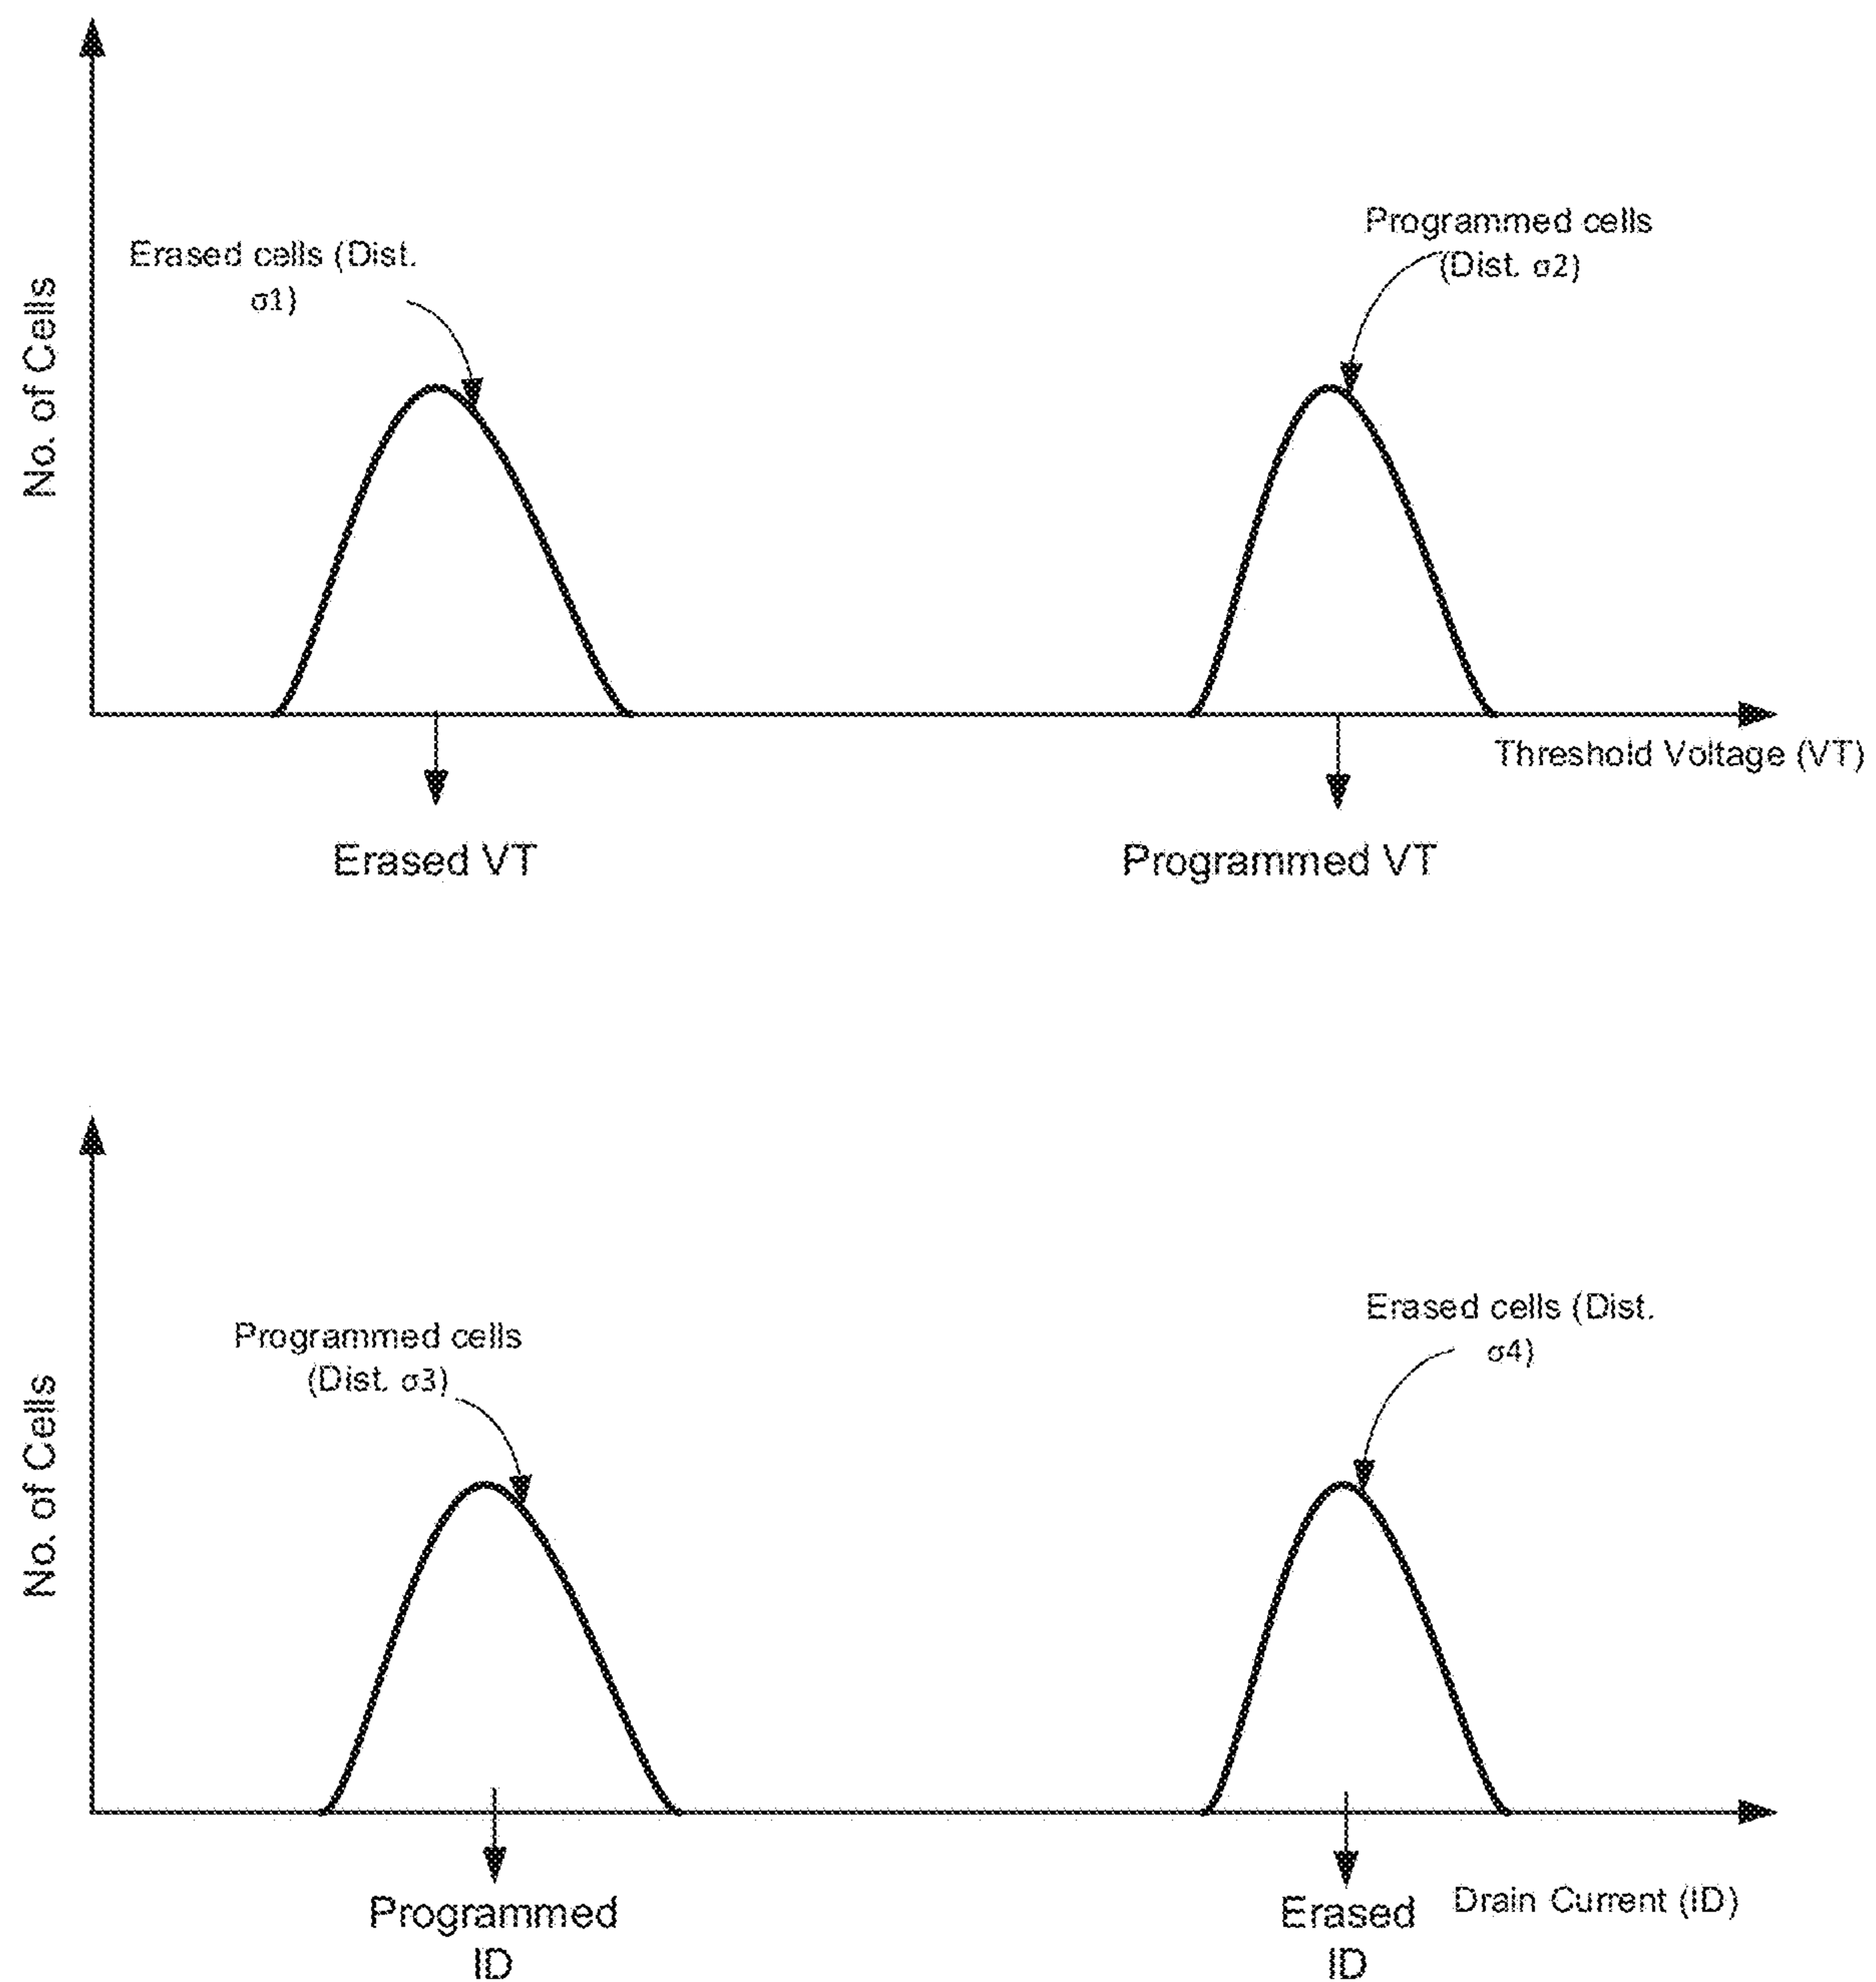 Programmed cells
(Dist. σ2)
Erased cells (Dist.
σ1)
No. of Cells
Threshold Voltage (VT)
Erased VT
Programmed VT
Erased cells (Dist.
σ4)
Programmed cells
(Dist. σ3)
No. of Cells
Drain Current (ID)
Programmed
ID
Erased
ID